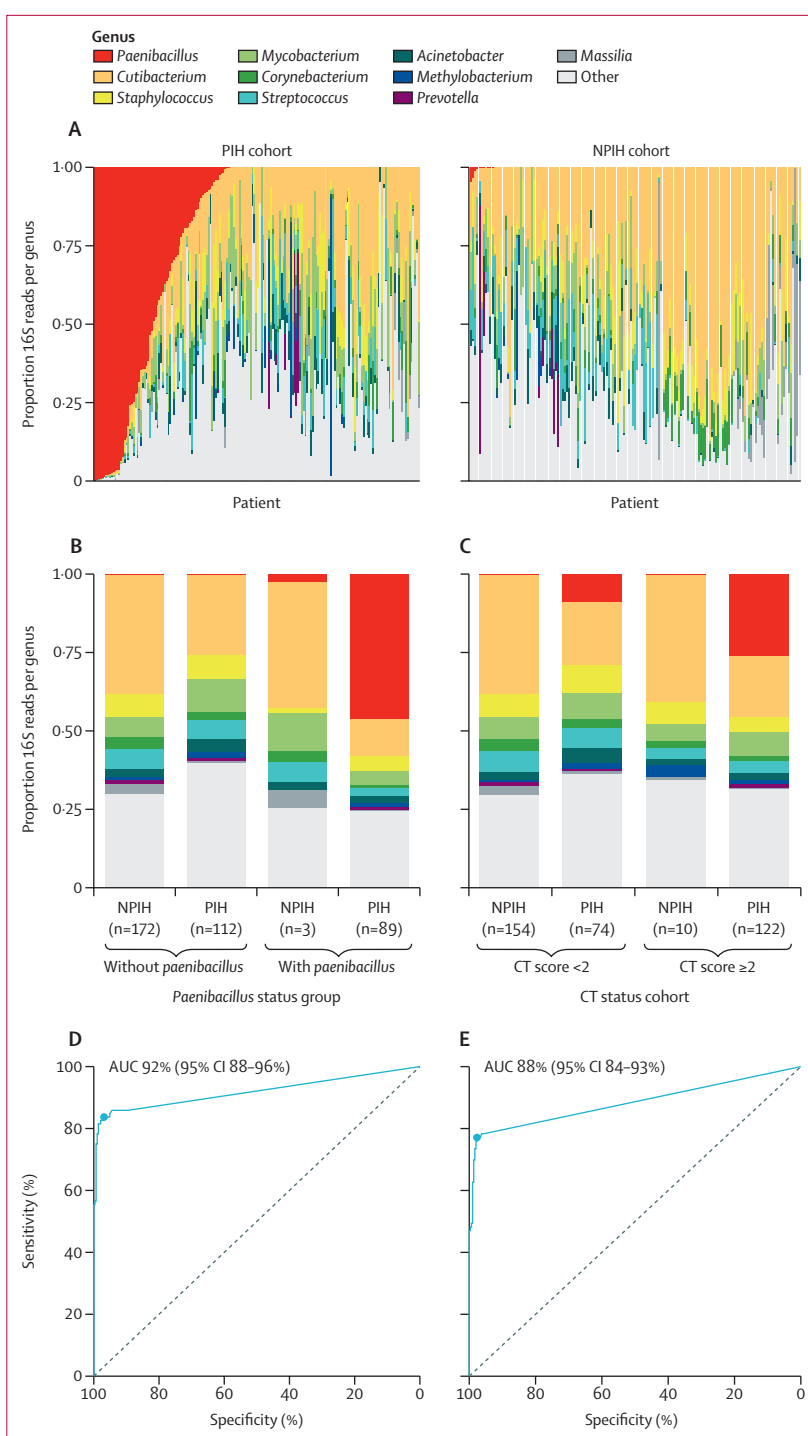 Genus
Paenibacillus
Cutibacterium
Staphylococcus
Mycobacterium
Corynebacterium
Streptococcus
Acinetobacter
Methylobacterium
Prevotella
Massilia
Other
A
PIH cohort
NPIH cohort
1·00
0·75
0·50
0·25
0
Proportion 16S reads per genus
Patient
Patient
B
C
1·00
0·75
0·50
0·25
0
Proportion 16S reads per genus
NPIH
(n=172)
PIH
(n=112)
NPIH
(n=3)
PIH
(n=89)
Without paenibacillus
With paenibacillus
Paenibacillus status group
NPIH
(n=154)
PIH
(n=74)
NPIH
(n=10)
PIH
(n=122)
CT score <2
CT score ≥2
CT status cohort
D
AUC 92% (95% CI 88–96%)
100
80
60
40
20
0
Sensitivity (%)
100
80
60
40
20
0
Specificity (%)
E
AUC 88% (95% CI 84–93%)
100
80
60
40
20
0
Specificity (%)